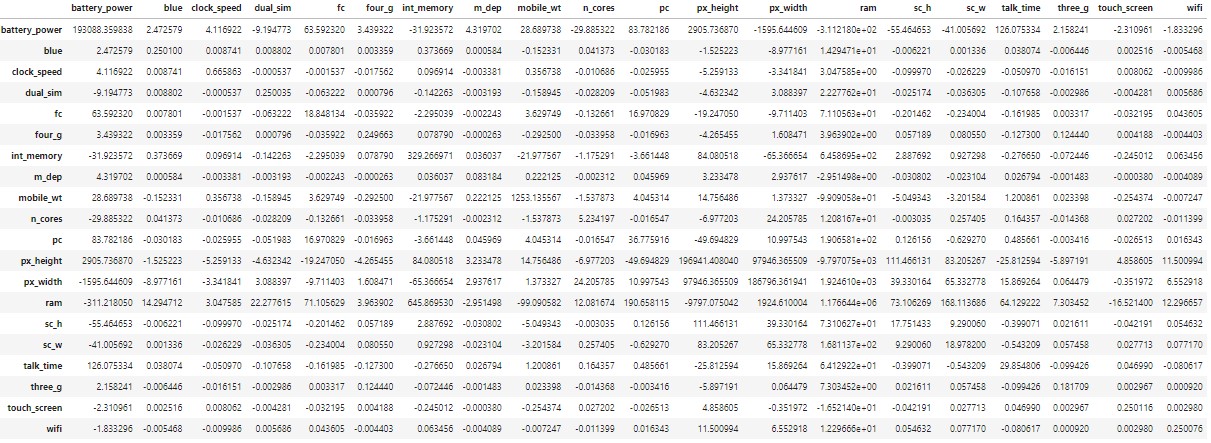 battery_power blue clock_speed dual_sim fc four_g int_memory m_dep mobile_wt n_cores pc px_height px_width ram sc_h sc_w talk_time three_g touch_screen wifi
battery_power 193088.359838 2.472579 4.116922 -9.194773 63.592320 3.439322 -31.923572 4.319702 28.689738 -29.885322 83.782186 2905.736870 -1595.644609 -3.112180e+02 -55.464653 -41.005692 126.075334 2.158241 -2.310961 -1.833296
blue 2.472579 0.250100 0.008741 0.008802 0.007801 0.003359 0.373669 0.000584 -0.152331 0.041373 -0.030183 -1.525223 -8.977161 1.429471e+01 -0.006221 0.001336 0.038074 -0.006446 0.002516 -0.005468
clock_speed 4.116922 0.008741 0.665863 -0.000537 -0.001537 -0.017562 0.096914 -0.003381 0.356738 -0.010686 -0.025955 -5.259133 -3.341841 3.047585e+00 -0.099970 -0.026229 -0.050970 -0.016151 0.008062 -0.009986
dual_sim -9.194773 0.008802 -0.000537 0.250035 -0.063222 0.000796 -0.142263 -0.003193 -0.158945 -0.028209 -0.051983 -4.632342 3.088397 2.227762e+01 -0.025174 -0.036305 -0.107658 -0.002986 -0.004281 0.005686
fc 63.592320 0.007801 -0.001537 -0.063222 18.848134 -0.035922 -2.295039 -0.002243 3.629749 -0.132661 16.970829 -19.247050 -9.711403 7.110563e+01 -0.201462 -0.234004 -0.161985 0.003317 -0.032195 0.043605
four_g 3.439322 0.003359 -0.017562 0.000796 -0.035922 0.249663 0.078790 -0.000263 -0.292500 -0.033958 -0.016963 -4.265455 1.608471 3.963902e+00 0.057189 0.080550 -0.127300 0.124440 0.004188 -0.004403
int_memory -31.923572 0.373669 0.096914 -0.142263 -2.295039 0.078790 329.266971 0.036037 -21.977567 -1.175291 -3.661448 84.080518 -65.366654 6.458695e+02 2.887692 0.927298 -0.276650 -0.072446 -0.245012 0.063456
m_dep 4.319702 0.000584 -0.003381 -0.003193 -0.002243 -0.000263 0.036037 0.083184 0.222125 -0.002312 0.045969 3.233478 2.937617 -2.951498e+00 -0.030802 -0.023104 0.026794 -0.001483 -0.000380 -0.004089
mobile_wt 28.689738 -0.152331 0.356738 -0.158945 3.629749 -0.292500 -21.977567 0.222125 1253.135567 -1.537873 4.045314 14.756486 1.373327 -9.909058e+01 -5.049343 -3.201584 1.200861 0.023398 -0.254374 -0.007247
n_cores -29.885322 0.041373 -0.010686 -0.028209 -0.132661 -0.033958 -1.175291 -0.002312 -1.537873 5.234197 -0.016547 -6.977203 24.205785 1.208167e+01 -0.003035 0.257405 0.164357 -0.014368 0.027202 -0.011399
pc 83.782186 -0.030183 -0.025955 -0.051983 16.970829 -0.016963 -3.661448 0.045969 4.045314 -0.016547 36.775916 -49.694829 10.997543 1.906581e+02 0.126156 -0.629270 0.485661 -0.003416 -0.026513 0.016343
px_height 2905.736870 -1.525223 -5.259133 -4.632342 -19.247050 -4.265455 84.080518 3.233478 14.756486 -6.977203 -49.694829 196941.408040 97946.365509 -9.797075e+03 111.466131 83.205267 -25.812594 -5.897191 4.858605 11.500994
px_width -1595.644609 -8.977161 -3.341841 3.088397 -9.711403 1.608471 -65.366654 2.937617 1.373327 24.205785 10.997543 97946.365509 186796.361941 1.924610e+03 39.330164 65.332778 15.869264 0.064479 -0.351972 6.552918
ram -311.218050 14.294712 3.047585 22.277615 71.105629 3.963902 645.869530 -2.951498 -99.090582 12.081674 190.658115 -9797.075042 1924.610004 1.176644e+06 73.106269 168.113686 64.129222 7.303452 -16.521400 12.296657
sc_h -55.464653 -0.006221 -0.099970 -0.025174 -0.201462 0.057189 2.887692 -0.030802 -5.049343 -0.003035 0.126156 111.466131 39.330164 7.310627e+01 17.751433 9.290060 -0.399071 0.021611 -0.042191 0.054632
sc_w -41.005692 0.001336 -0.026229 -0.036305 -0.234004 0.080550 0.927298 -0.023104 -3.201584 0.257405 -0.629270 83.205267 65.332778 1.681137e+02 9.290060 18.978200 -0.543209 0.057458 0.027713 0.077170
talk_time 126.075334 0.038074 -0.050970 -0.107658 -0.161985 -0.127300 -0.276650 0.026794 1.200861 0.164357 0.485661 -25.812594 15.869264 6.412922e+01 -0.399071 -0.543209 29.854806 -0.099426 0.046990 -0.080617
three_g 2.158241 -0.006446 -0.016151 -0.002986 0.003317 0.124440 -0.072446 -0.001483 0.023398 -0.014368 -0.003416 -5.897191 0.064479 7.303452e+00 0.021611 0.057458 -0.099426 0.181709 0.002967 0.000920
touch_screen -2.310961 0.002516 0.008062 -0.004281 -0.032195 0.004188 -0.245012 -0.000380 -0.254374 0.027202 -0.026513 4.858605 -0.351972 -1.652140e+01 -0.042191 0.027713 0.046990 0.002967 0.250116 0.002980
wifi -1.833296 -0.005468 -0.009986 0.005686 0.043605 -0.004403 0.063456 -0.004089 -0.007247 -0.011399 0.016343 11.500994 6.552918 1.229666e+01 0.054632 0.077170 -0.080617 0.000920 0.002980 0.250076